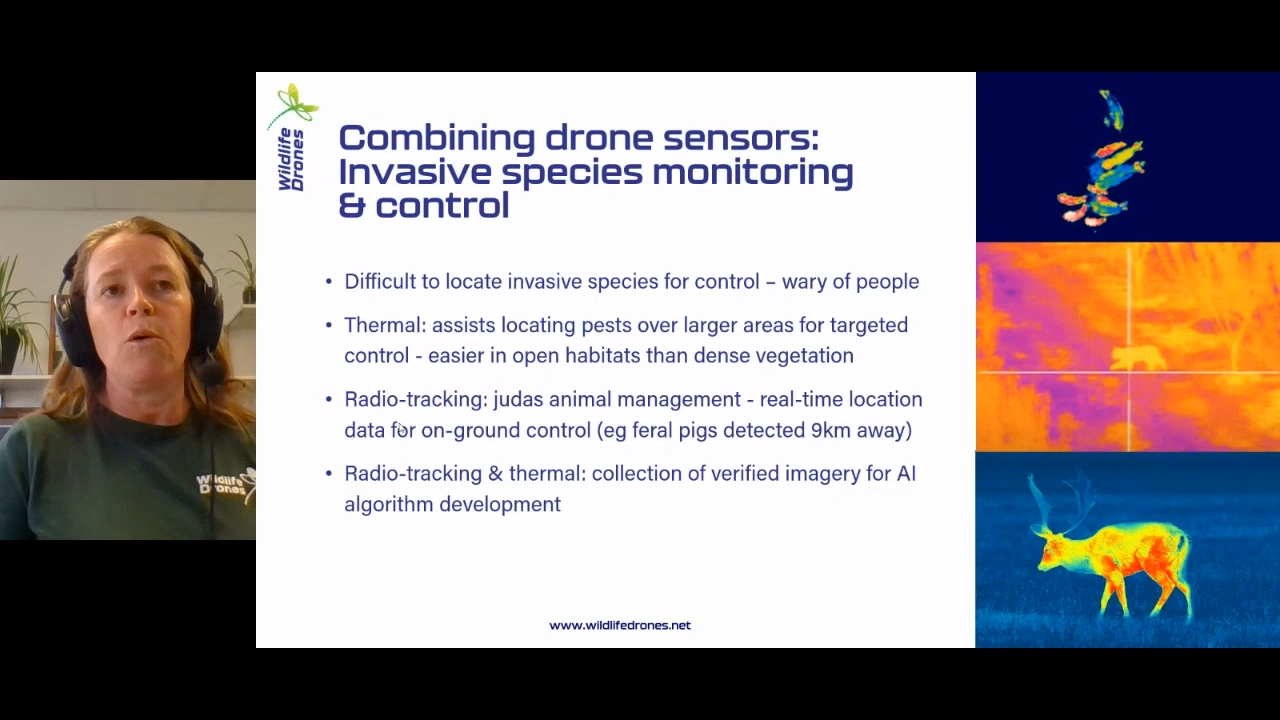 Wildlife
Drones
Combining drone sensors:
Invasive species monitoring
& control
• Difficult to locate invasive species for control – wary of people
• Thermal: assists locating pests over larger areas for targeted
control - easier in open habitats than dense vegetation
• Radio-tracking: judas animal management - real-time location
data for on-ground control (eg feral pigs detected 9km away)
• Radio-tracking & thermal: collection of verified imagery for AI
algorithm development
www.wildlifedrones.net
Wildlife
Drones